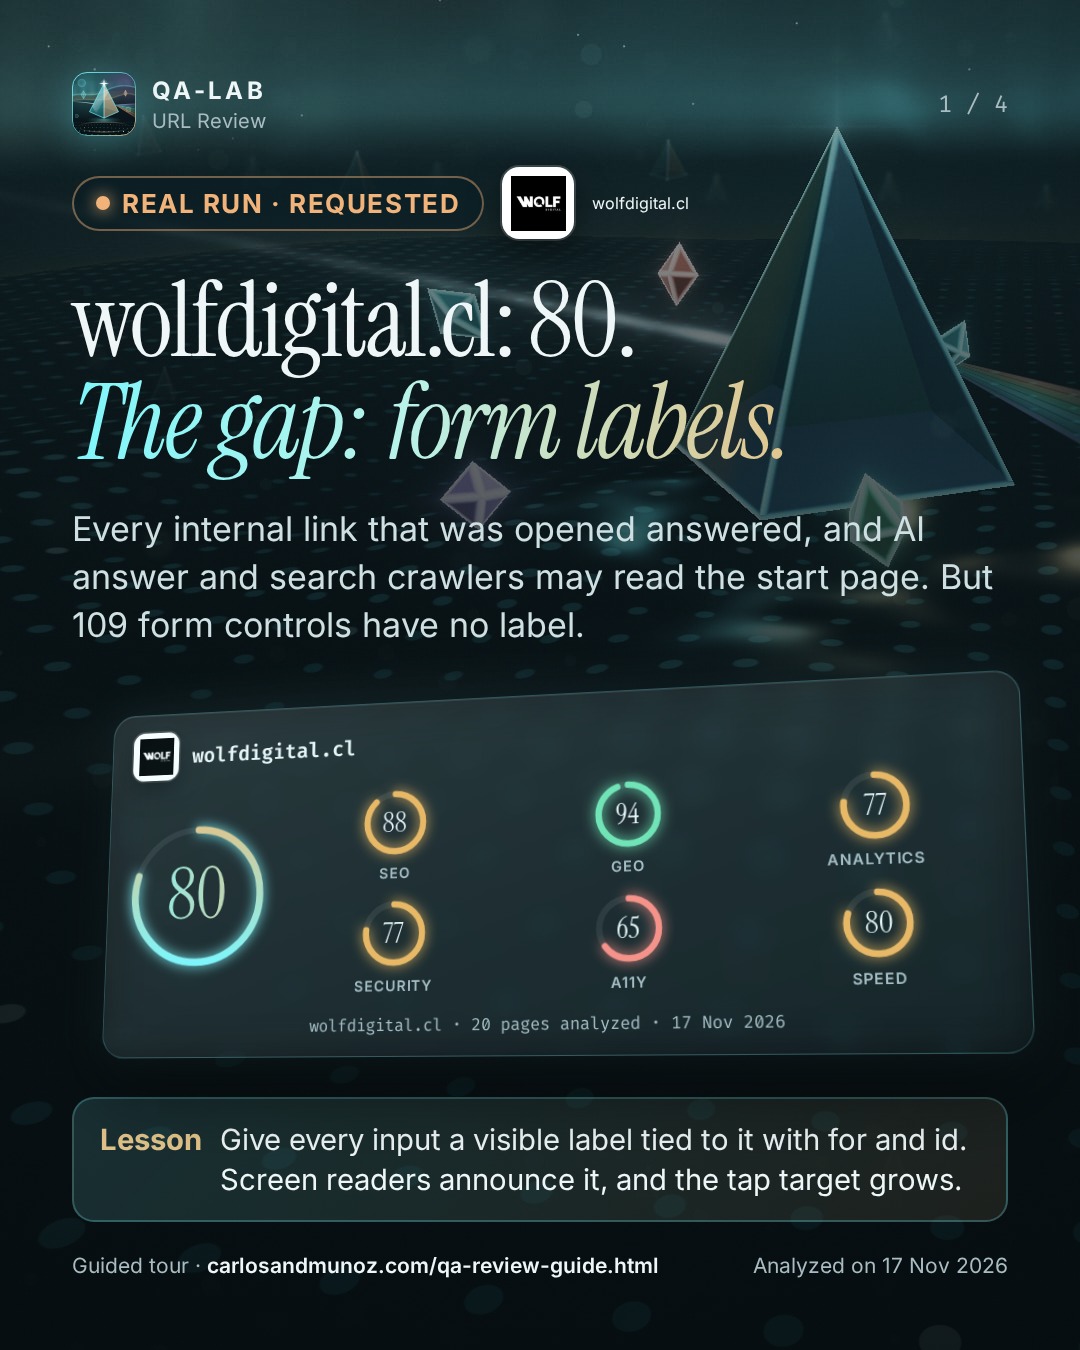 QA-LAB
URL Review
1 / 4
REAL RUN · REQUESTED
WOLF
DIGITAL
wolfdigital.cl
wolfdigital.cl: 80.
The gap: form labels.
Every internal link that was opened answered, and AI
answer and search crawlers may read the start page. But
109 form controls have no label.
WOLF
wolfdigital.cl
80
88
SEO
94
GEO
77
ANALYTICS
77
SECURITY
65
A11Y
80
SPEED
wolfdigital.cl · 20 pages analyzed · 17 Nov 2026
Lesson Give every input a visible label tied to it with for and id.
Screen readers announce it, and the tap target grows.
Guided tour · carlosandmunoz.com/qa-review-guide.html
Analyzed on 17 Nov 2026